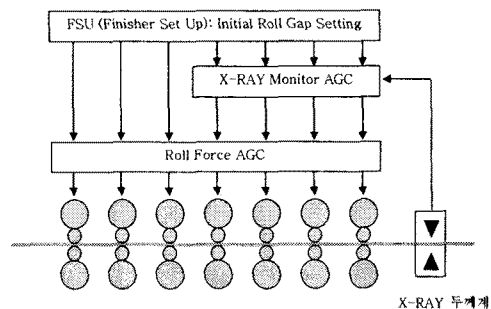 FSU (Finisher Set Up): Initial Roll Gap Setting
X-RAY Monitor AGC
Roll Force AGC
X-RAY 두께계